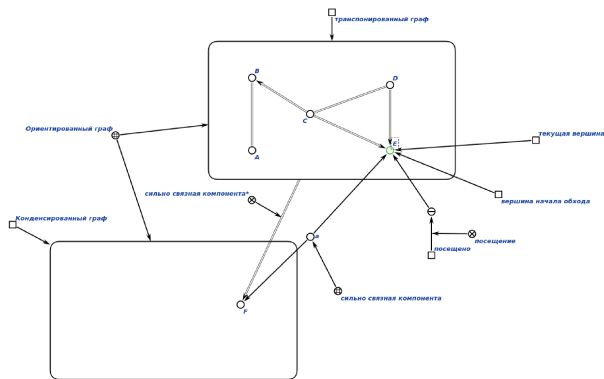 транспонированный граф
B
D
C
Ориентированный граф
E
текущая вершина
A
сильно связная компонента*
вершина начала обхода
Конденсированный граф
a
посещение
посещено
сильно связная компонента
F